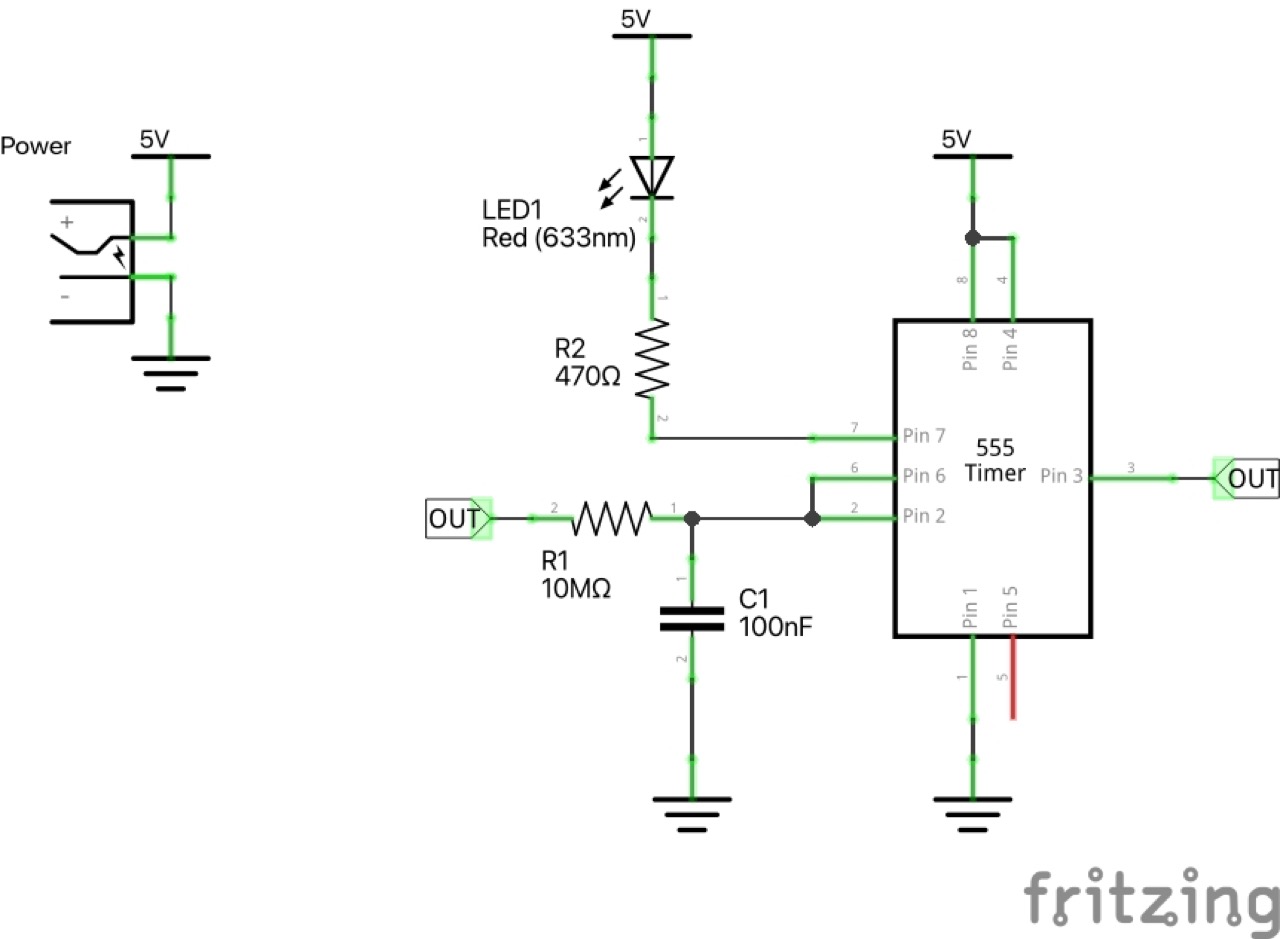 5V
Power
5V
+
-
1
LED1
Red (633nm)
2
1
R2
470Ω
2
5V
8
4
Pin 8
Pin 4
7
Pin 7
6
Pin 6
2
Pin 2
555
Timer
Pin 3
3
OUT
OUT
2
1
R1
10MΩ
1
C1
100nF
2
Pin 1
Pin 5
1
5
fritzing